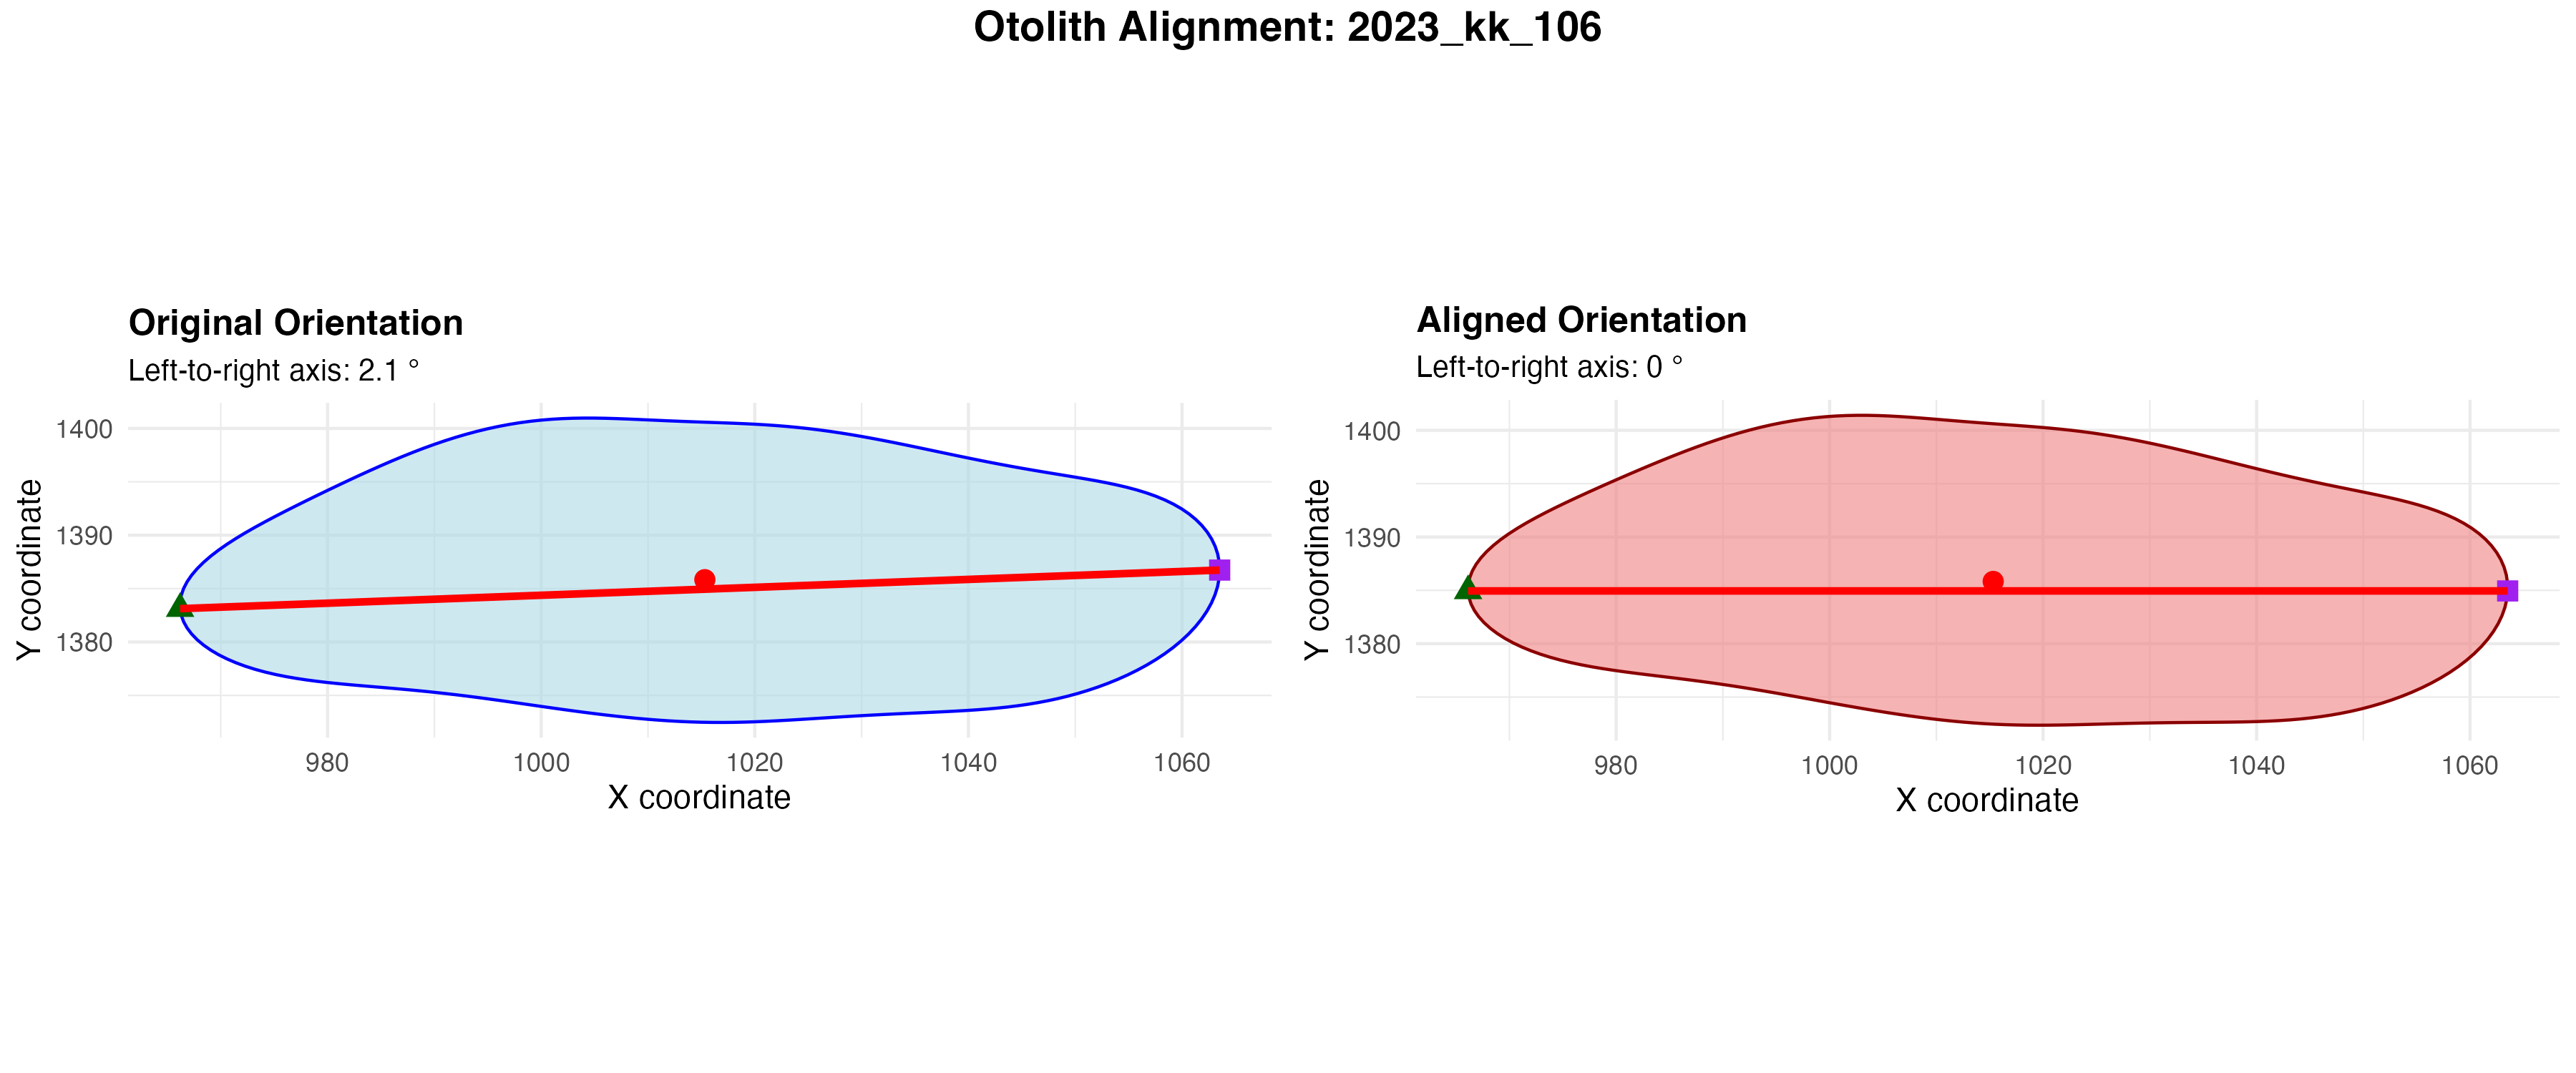 Otolith Alignment: 2023_kk_106
Original Orientation
Left-to-right axis: 2.1 °
1400
1390
1380
Y coordinate
980 1000 1020 1040 1060
X coordinate
Aligned Orientation
Left-to-right axis: 0 °
1400
1390
1380
Y coordinate
980 1000 1020 1040 1060
X coordinate